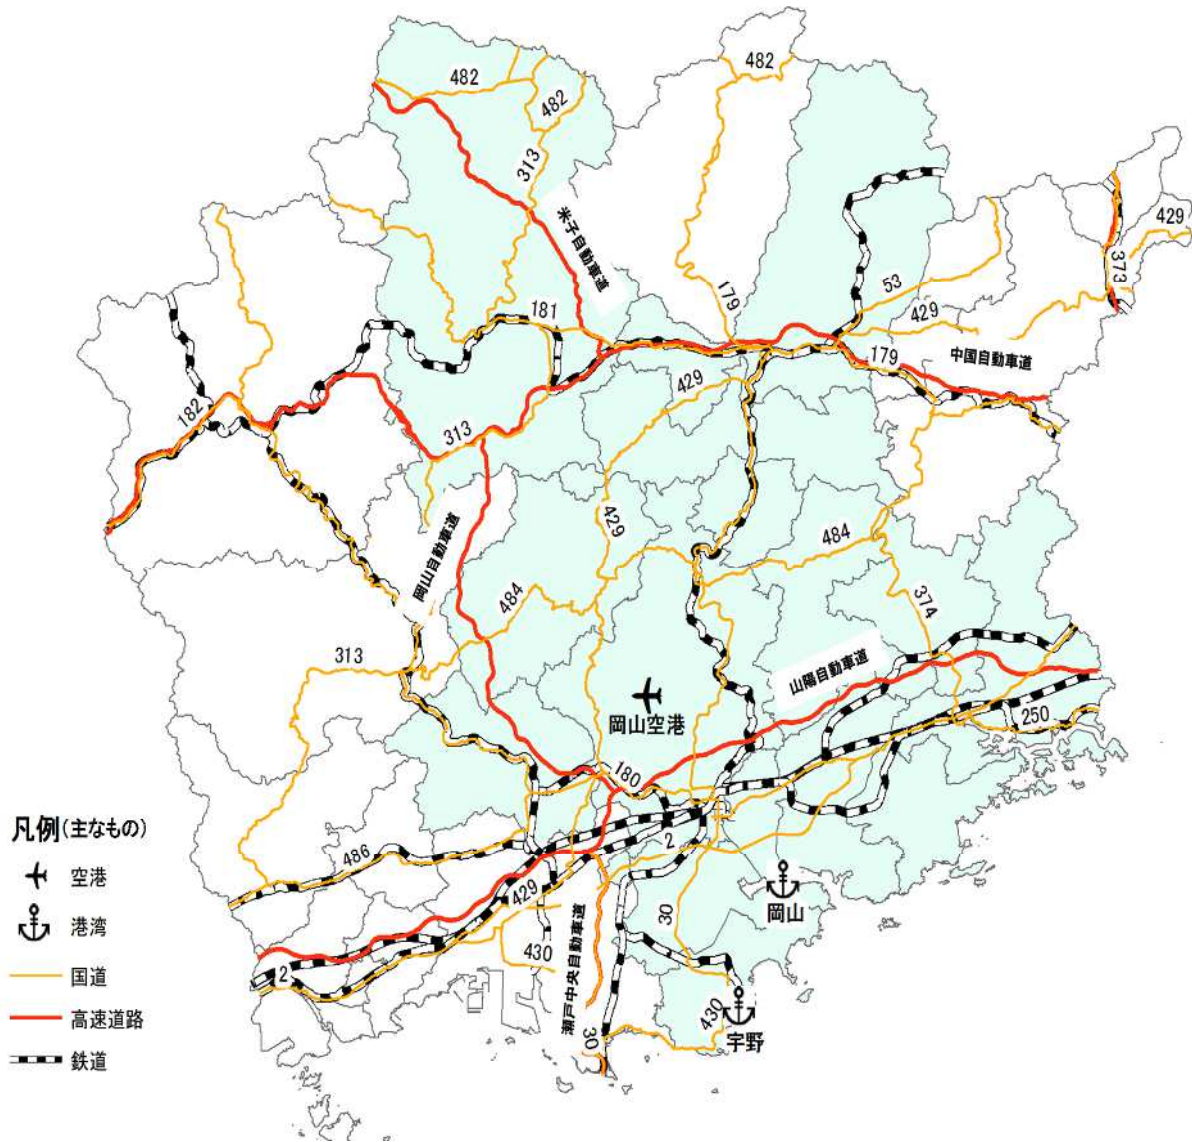 482
482
482
313
米子自動車道
429
373
179
53
429
181
179
中国自動車道
429
182
313
岡山自動車道
429
484
484
374
313
山陽自動車道
岡山空港
250
180
凡例(主なもの)
空港
港湾
国道
高速道路
鉄道
486
2
429
岡山
30
430
瀬戸中央自動車道
2
430
宇野
30